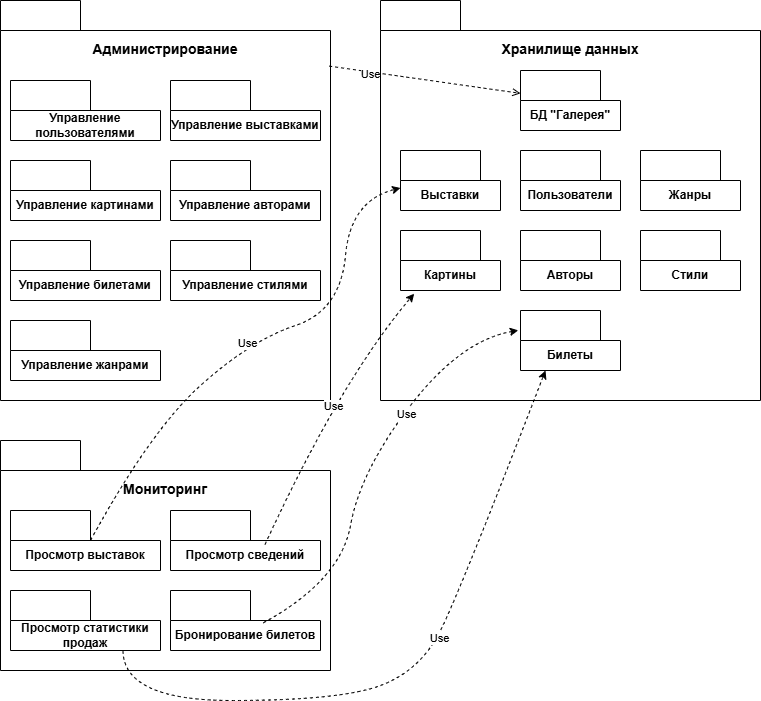 Администрирование
Управление
пользователями
Управление выставками
Управление картинами
Управление авторами
Управление билетами
Управление стилями
Управление жанрами
Хранилище данных
Use
БД "Галерея"
Выставки
Пользователи
Жанры
Картины
Авторы
Стили
Билеты
Use
Use
Use
Мониторинг
Просмотр выставок
Просмотр сведений
Просмотр статистики
продаж
Бронирование билетов
Use